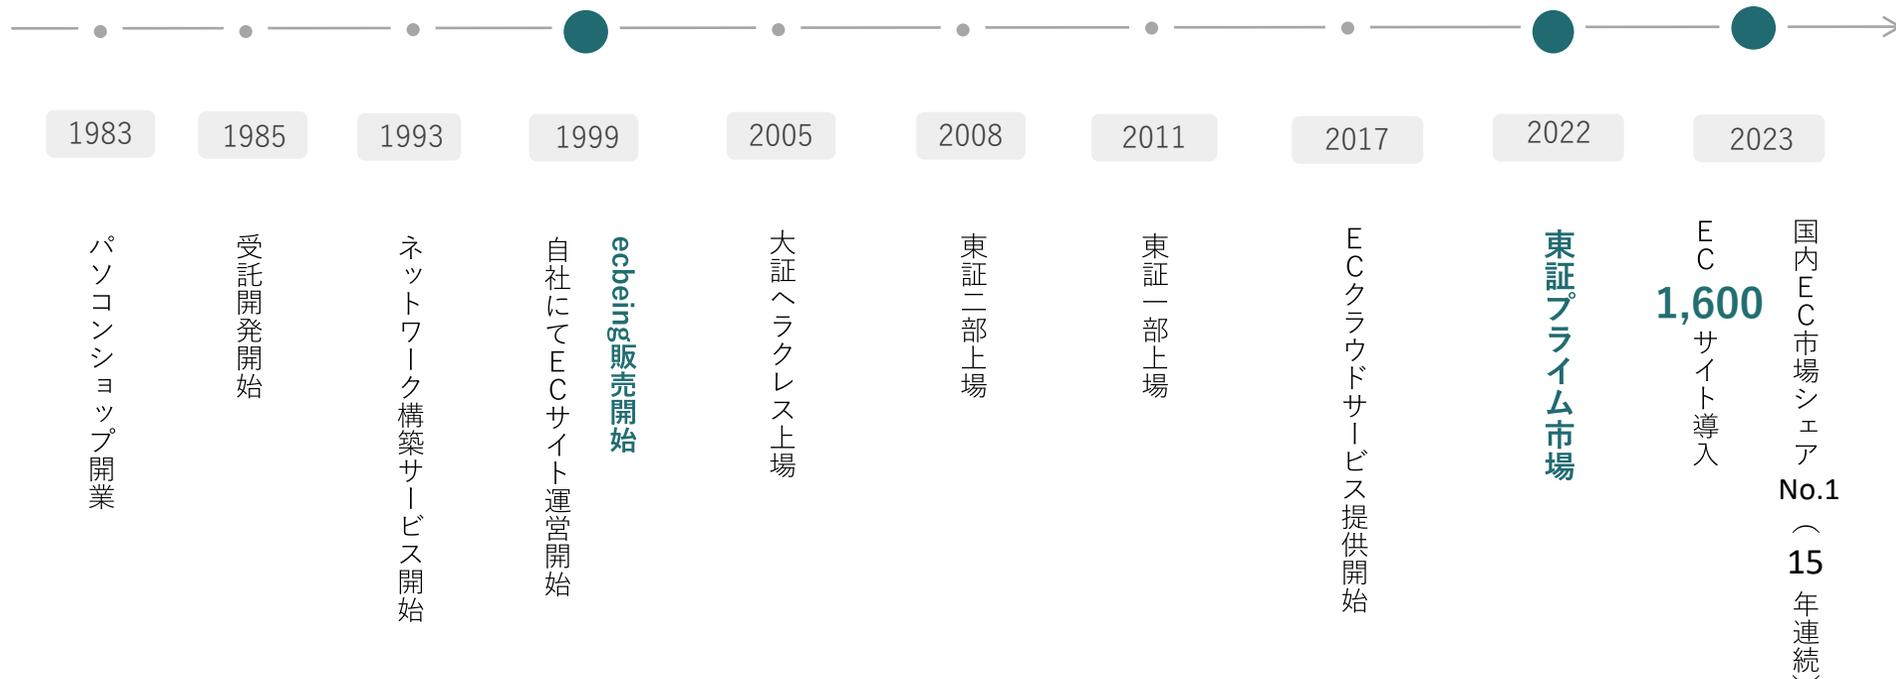 1983
パソコンショップ開業
1985
受託開発開始
1993
ネットワーク構築サービス開始
1999
ecbeing販売開始
自社にてECサイト運営開始
2005
大証ヘラクレス上場
2008
東証二部上場
2011
東証一部上場
2017
ECクラウドサービス提供開始
2022
東証プライム市場
2023
国内EC市場シェアNo.1（15年連続）
EC1,600サイト導入